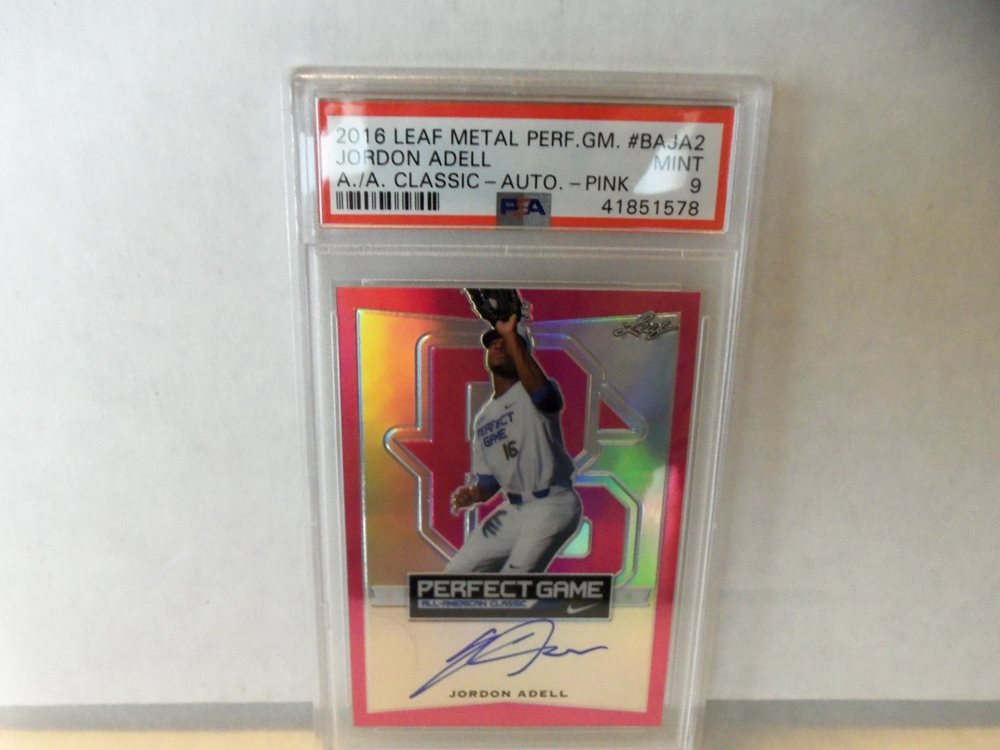 2016 LEAF METAL PERF.GM. #BAJA2
JORDON ADELL MINT
A./A. CLASSIC - AUTO. - PINK 9
PSA 41851578
Leaf
PERFECT
GAME
16
PERFECT GAME
ALL-AMERICAN CLASSIC
JORDON ADELL